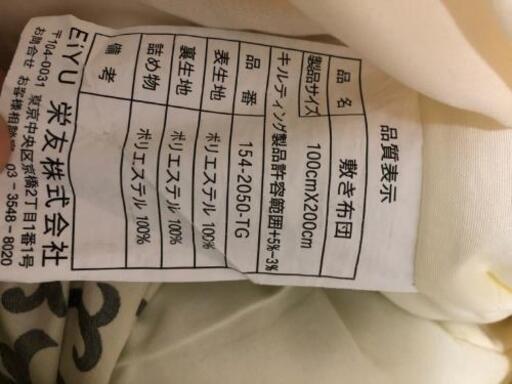 品質表示
品 名 敷き布団
製品サイズ 100cmX200cm
キルティング製品許容範囲+5%-3%
品 番 154-2050-TG
表生地 ポリエステル 100%
裏生地 ポリエステル 100%
詰め物 ポリエステル 100%
備 考
EiYU 栄友株式会社
〒104-0031 東京中央区京橋2丁目1番1号
お問合せ お客様相談 03-3548-8020